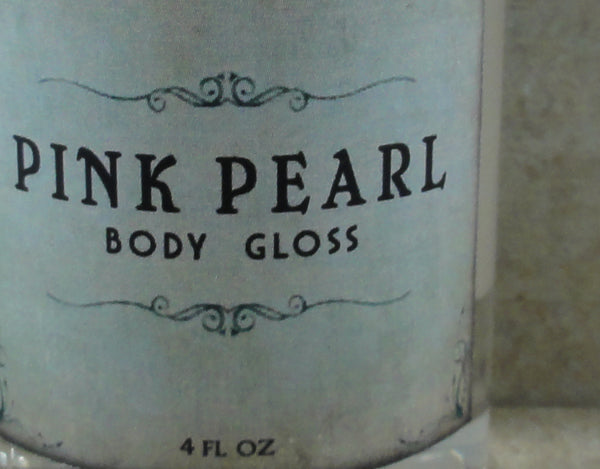 PINK PEARL
BODY GLOSS
4 FL OZ